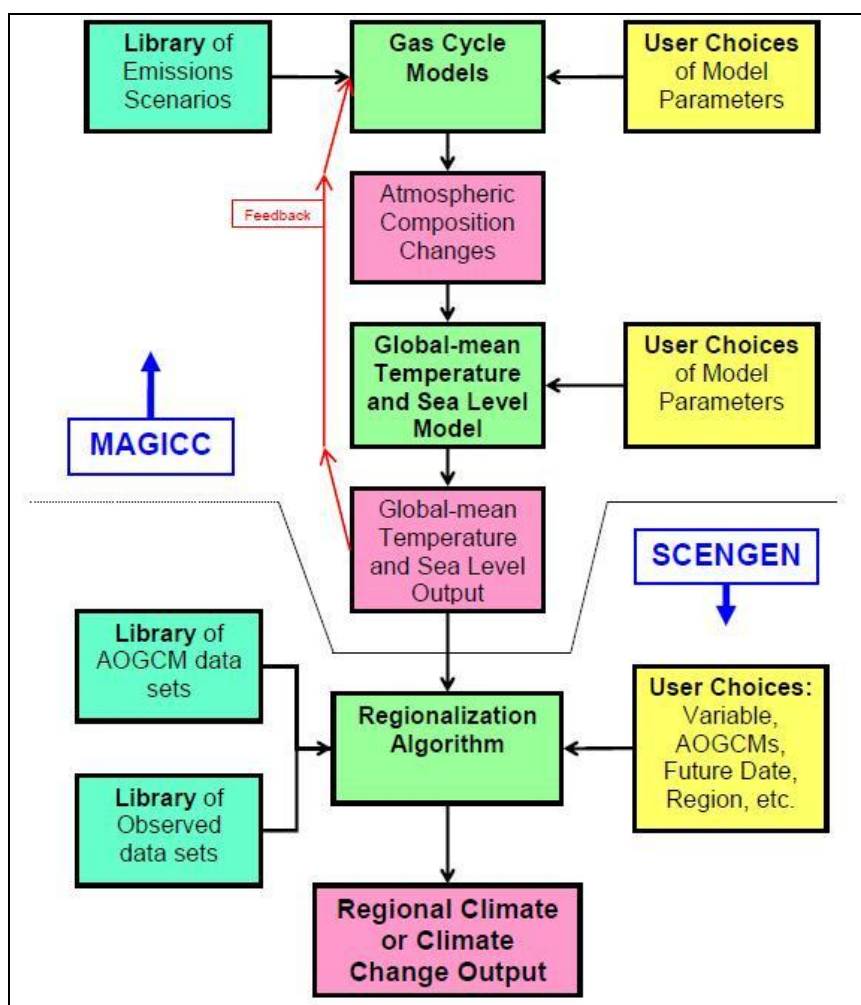 Library of
Emissions
Scenarios
Gas Cycle
Models
User Choices
of Model
Parameters
Feedback
Atmospheric
Composition
Changes
Global-mean
Temperature
and Sea Level
Model
User Choices
of Model
Parameters
MAGICC
Global-mean
Temperature
and Sea Level
Output
SCENGEN
Library of
AOGCM data
sets
Regionalization
Algorithm
User Choices:
Variable,
AOGCMs,
Future Date,
Region, etc.
Library of
Observed
data sets
Regional Climate
or Climate
Change Output